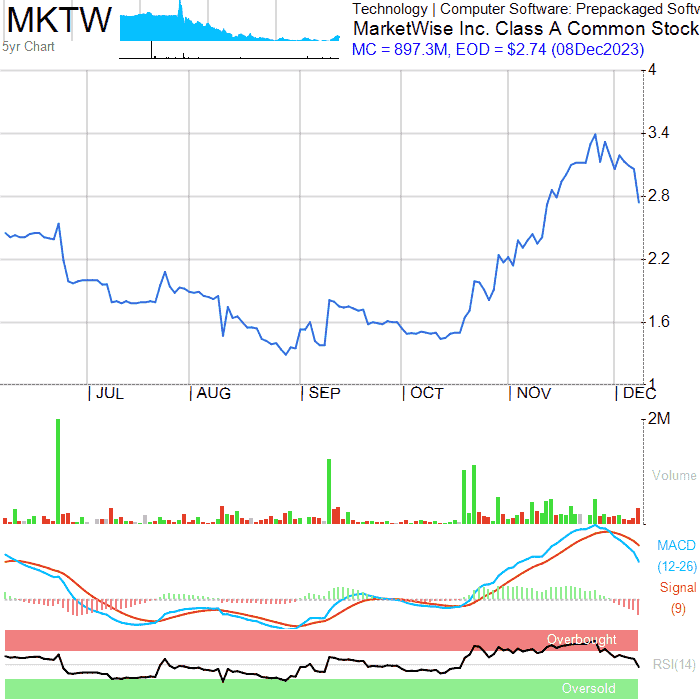 MKTW
5yr Chart
Technology | Computer Software: Prepackaged Softw
MarketWise Inc. Class A Common Stock
MC = 897.3M, EOD = $2.74 (08Dec2023)
4
3.4
2.8
2.2
1.6
1
JUL AUG SEP OCT NOV DEC
2M
Volume
MACD
(12-26)
Signal
(9)
Overbought
RSI(14)
Oversold